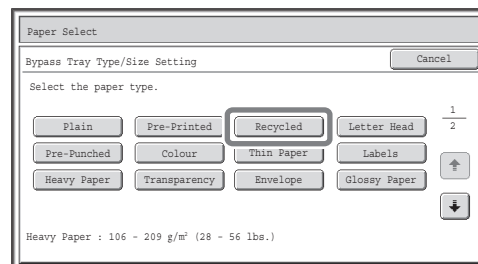 Paper Select
Bypass Tray Type/Size Setting
Cancel
Select the paper type.
1
2
Plain
Pre-Printed
Recycled
Letter Head
Pre-Punched
Colour
Thin Paper
Labels
Heavy Paper
Transparency
Envelope
Glossy Paper
Heavy Paper : 106 - 209 g/m² (28 - 56 lbs.)